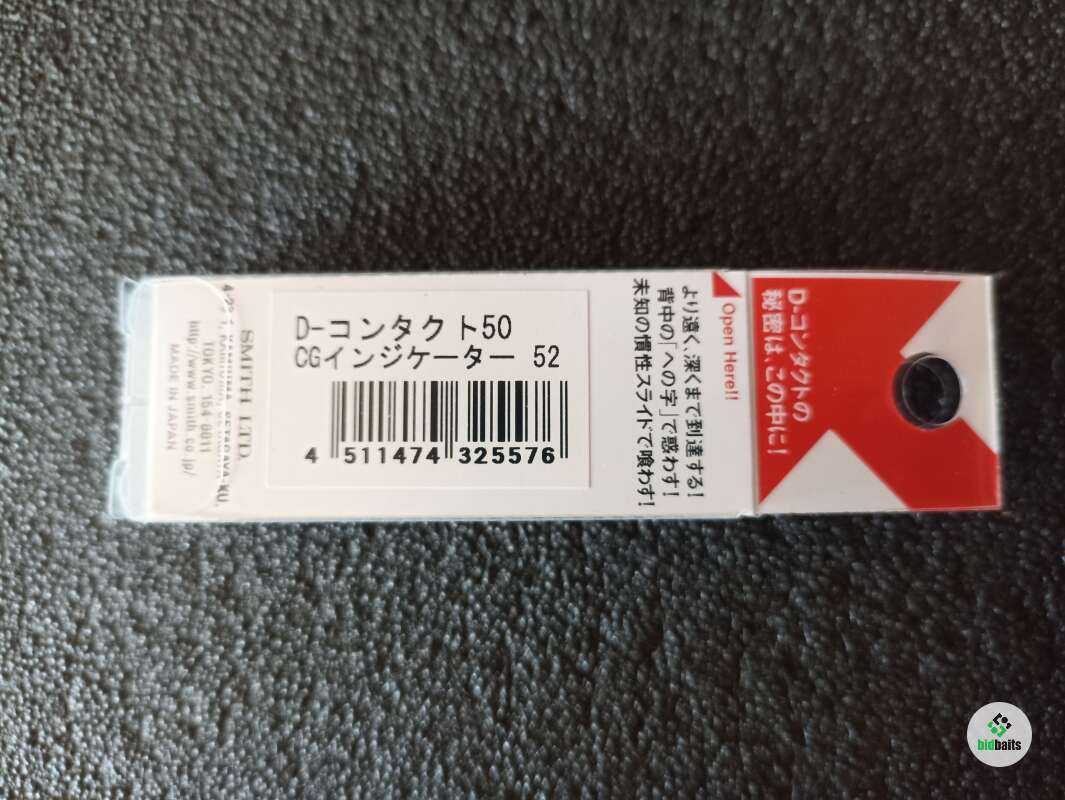 D-コンタクト50
CGインジケーター 52
4 511474 325576
SMITH LTD.
TOKYO, 154-0011
http://www.smith.co.jp/
MADE IN JAPAN
Open Here!!
より遠く、深くまで到達する!
背中の「への字」で惑わす!
未知の慣性スライドで喰わす!
D-コンタクトの
秘密は、この中に!
bidbaits